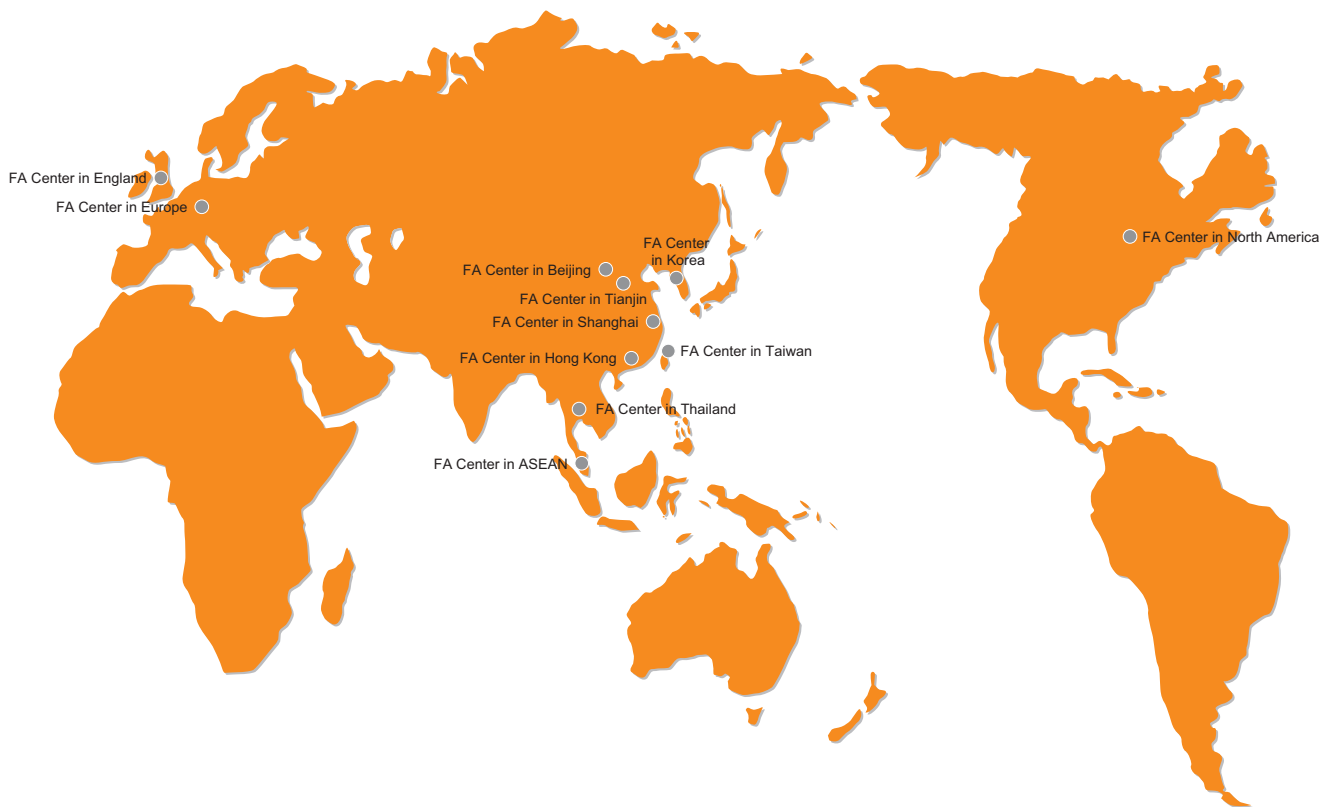 FA Center in England
FA Center in Europe
FA Center in North America
FA Center
in Korea
FA Center in Beijing
FA Center in Tianjin
FA Center in Shanghai
FA Center in Taiwan
FA Center in Hong Kong
FA Center in Thailand
FA Center in ASEAN